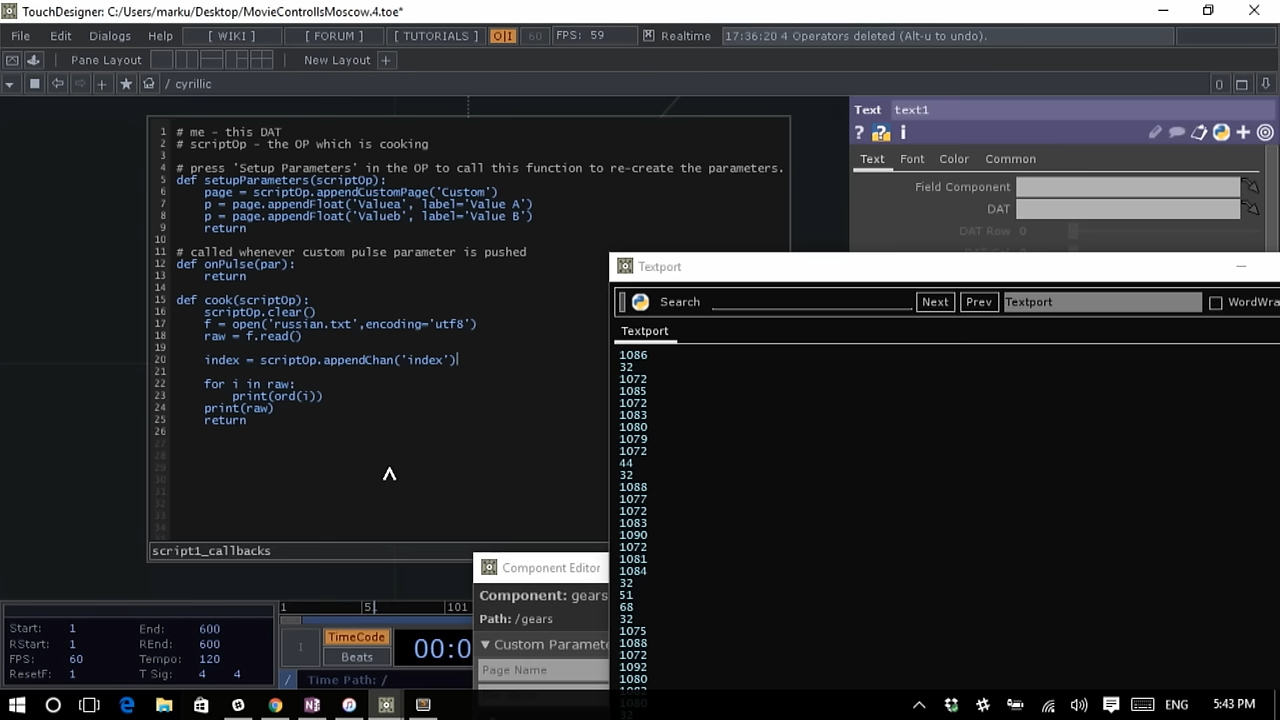 TouchDesigner: C:/Users/marku/Desktop/MovieControllsMoscow.4.toe*
File Edit Dialogs Help [ WIKI ] [ FORUM ] [ TUTORIALS ] O|I 60 FPS: 59 Realtime 17:36:20 4 Operators deleted (Alt-u to undo).
Pane Layout New Layout +
/ cyrillic 0
Text text1
? ? i
Text Font Color Common
Field Component
DAT
DAT Row 0
1 # me - this DAT
2 # scriptOp - the OP which is cooking
3
4 # press 'Setup Parameters' in the OP to call this function to re-create the parameters.
5 def setupParameters(scriptOp):
6 page = scriptOp.appendCustomPage('Custom')
7 p = page.appendFloat('Valuea', label='Value A')
8 p = page.appendFloat('Valueb', label='Value B')
9 return
10
11 # called whenever custom pulse parameter is pushed
12 def onPulse(par):
13 return
14
15 def cook(scriptOp):
16 scriptOp.clear()
17 f = open('russian.txt',encoding='utf8')
18 raw = f.read()
19
20 index = scriptOp.appendChan('index')
21
22 for i in raw:
23 print(ord(i))
24 print(raw)
25 return
26
27
28
29
30
31
32
33
34
script1_callbacks
Textport
Search Next Prev Textport WordWra
Textport
1086
32
1072
1085
1072
1083
1080
1079
1072
44
32
1088
1077
1072
1083
1090
1072
1081
1084
32
51
68
32
1075
1088
1072
1092
1080
Component Editor
Component: gears
Path: /gears
Custom Paramete
Page Name
Start: 1 End: 600
RStart: 1 REnd: 600
FPS: 60 Tempo: 120
ResetF: 1 T Sig: 4 4
1 51 101
1 TimeCode
Beats
00:0
/ Time Path: /
ENG 5:43 PM